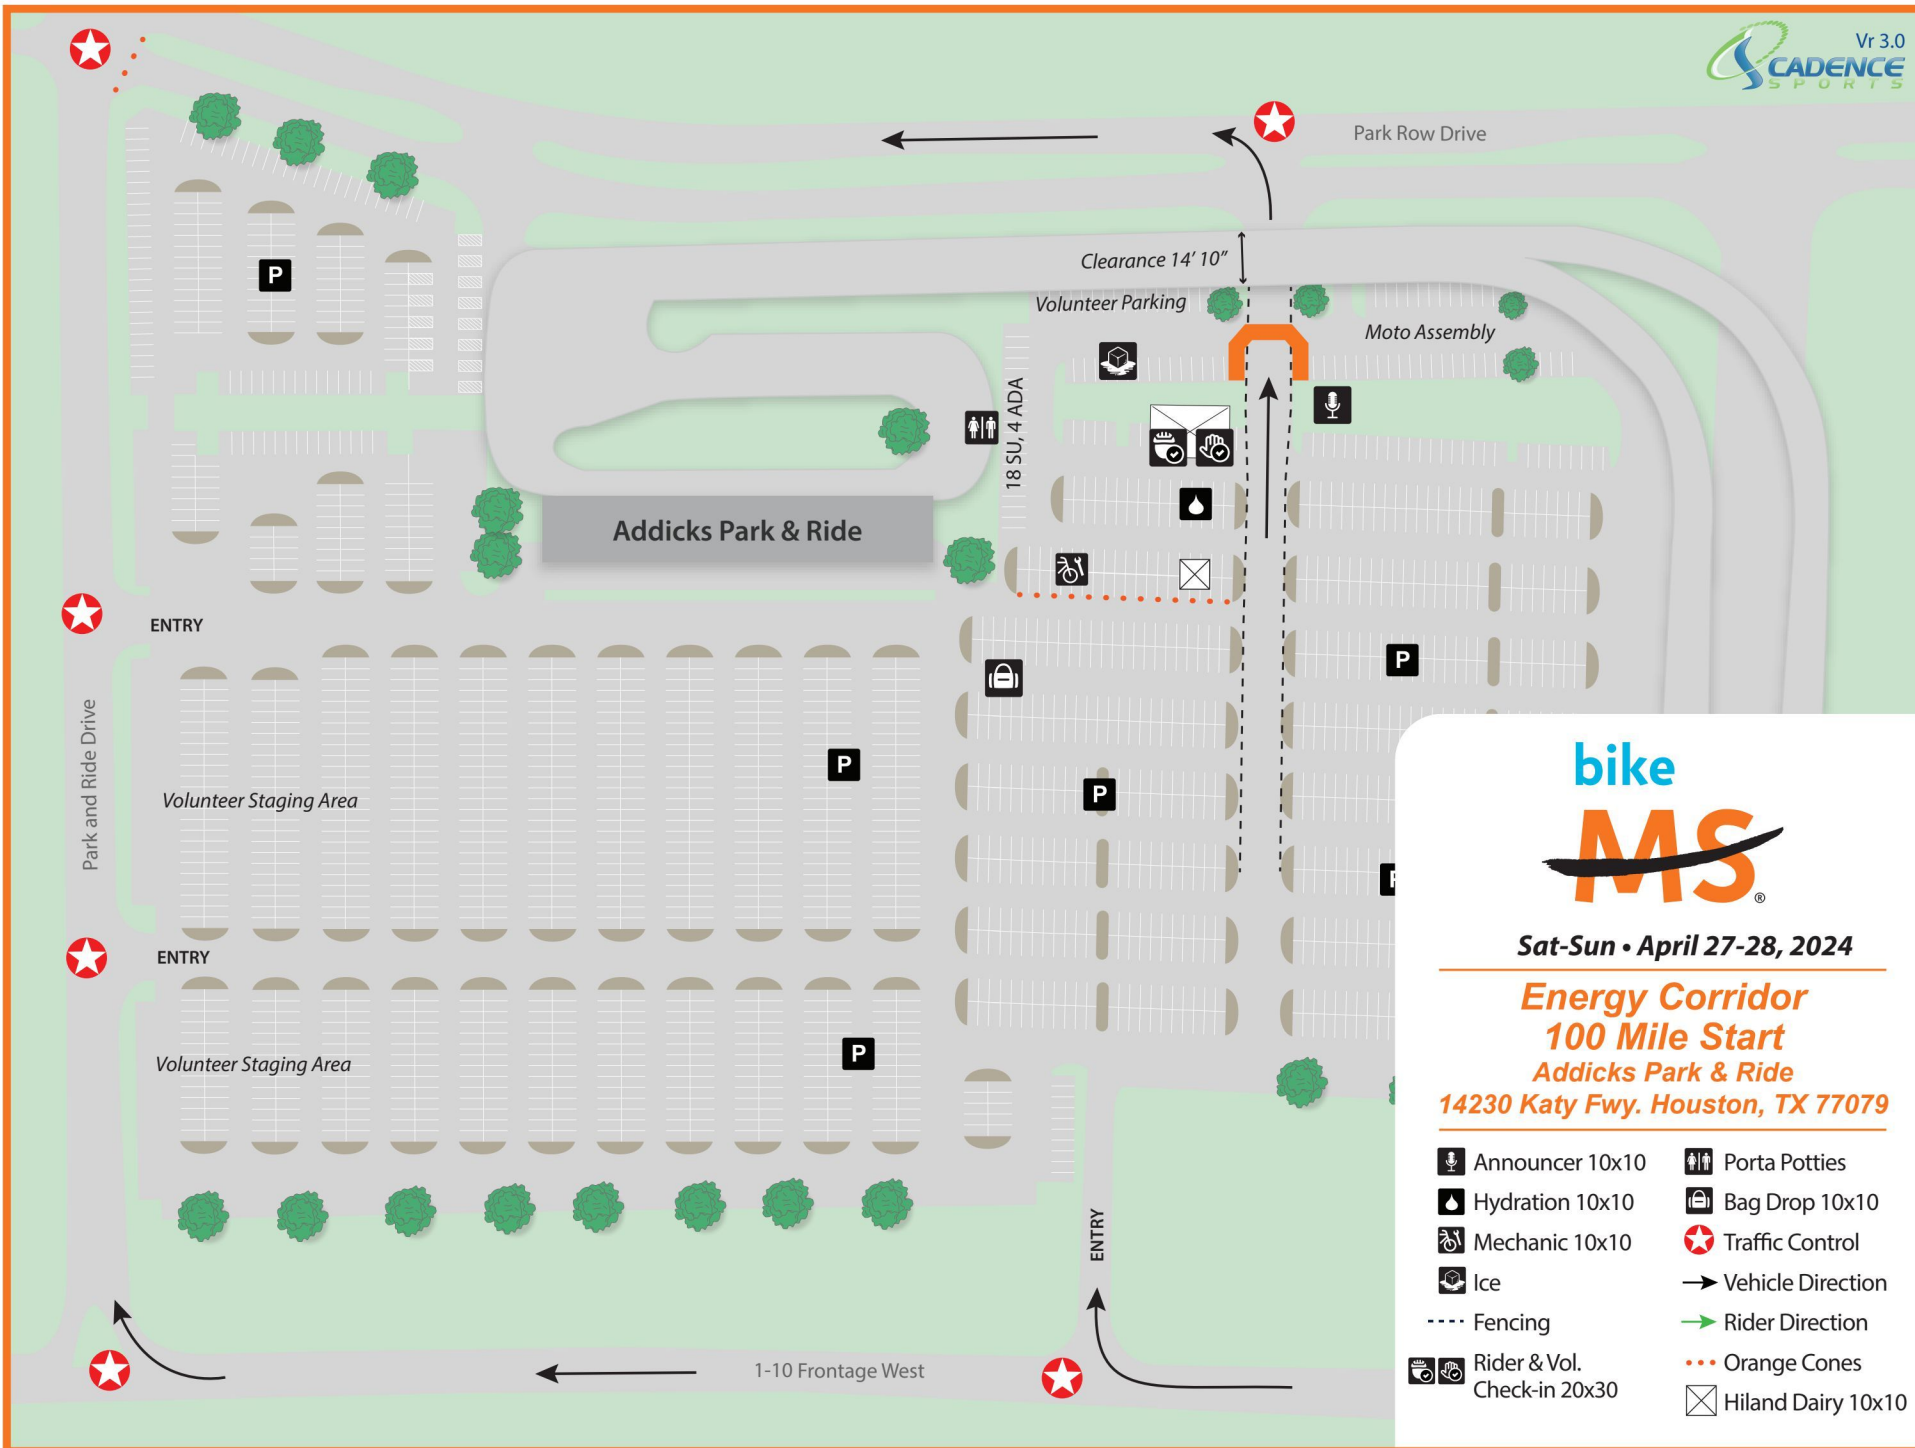 Vr 3.0
CADENCE
SPORTS
Park Row Drive
Clearance 14' 10”
Volunteer Parking
Moto Assembly
P
18 SU, 4 ADA
Addicks Park & Ride
ENTRY
P
Park and Ride Drive
Volunteer Staging Area
P
P
ENTRY
Volunteer Staging Area
P
ENTRY
1-10 Frontage West
bike
MS®
Sat-Sun • April 27-28, 2024
Energy Corridor
100 Mile Start
Addicks Park & Ride
14230 Katy Fwy. Houston, TX 77079
Announcer 10x10
Hydration 10x10
Mechanic 10x10
Ice
Fencing
Rider & Vol.
Check-in 20x30
Porta Potties
Bag Drop 10x10
Traffic Control
Vehicle Direction
Rider Direction
Orange Cones
Hiland Dairy 10x10